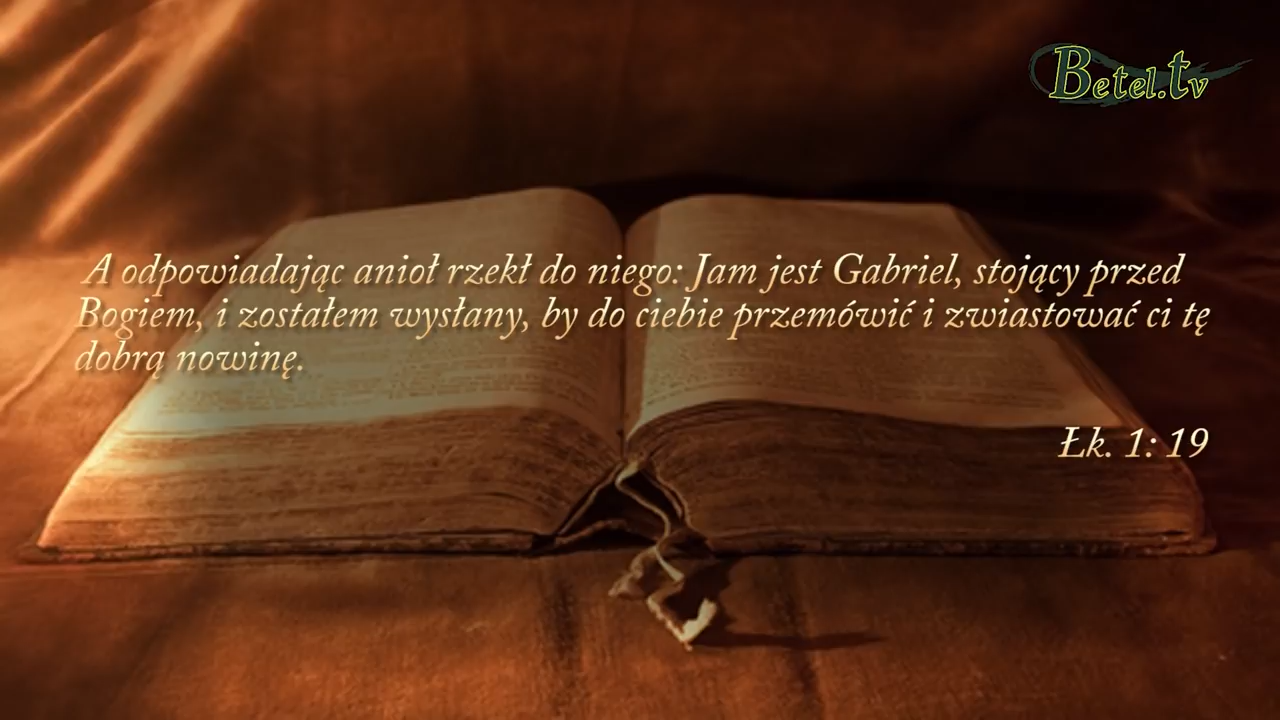 Betel.tv
A odpowiadając anioł rzekł do niego: Jam jest Gabriel, stojący przed
Bogiem, i zostałem wysłany, by do ciebie przemówić i zwiastować ci tę
dobrą nowinę.
Łk. 1: 19